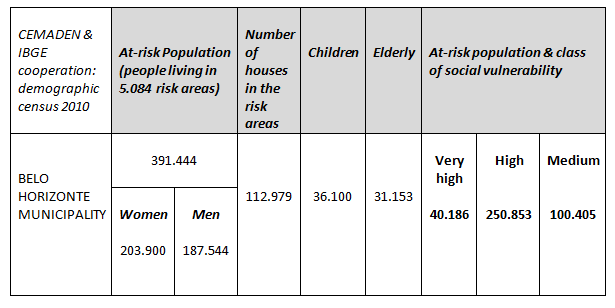 CEMADEN &
IBGE
cooperation:
demographic
census 2010
At-risk Population
(people living in
5.084 risk areas)
Number
of
houses
in the
risk
areas
Children
Elderly
At-risk population & class
of social vulnerability
BELO
HORIZONTE
MUNICIPALITY
391.444
Women
203.900
Men
187.544
112.979
36.100
31.153
Very
high
40.186
High
250.853
Medium
100.405